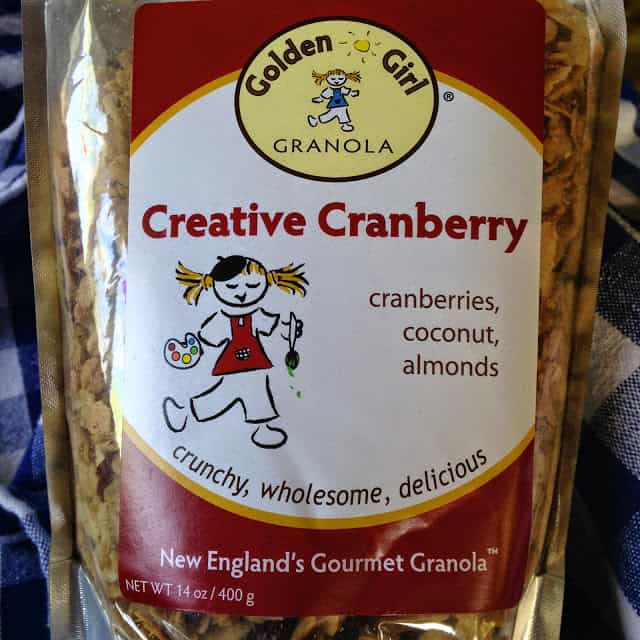 Golden Girl
GRANOLA ®
Creative Cranberry
cranberries,
coconut,
almonds
crunchy, wholesome, delicious
New England's Gourmet Granola™
NET WT 14 oz / 400 g